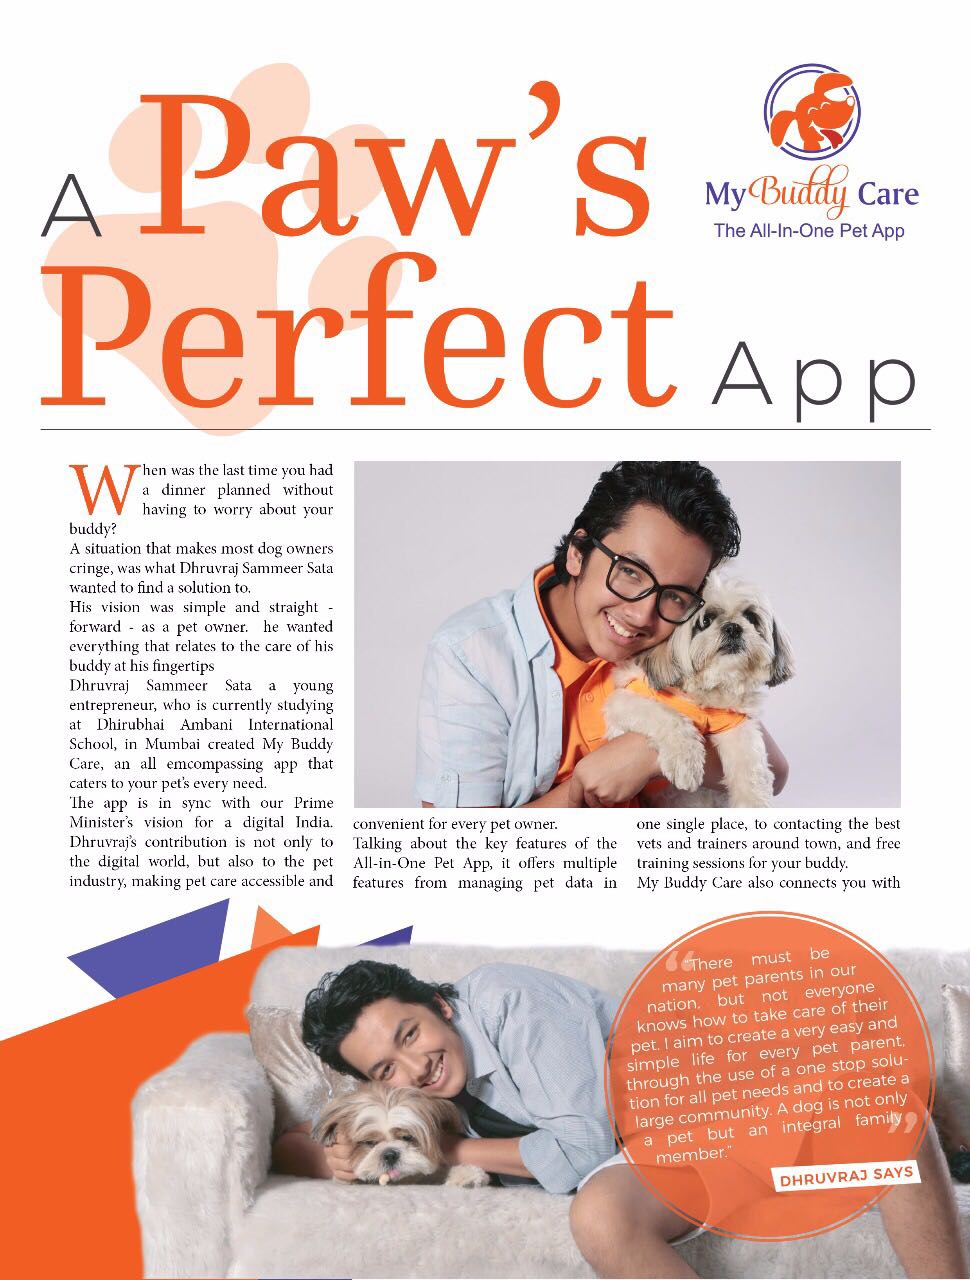 A Paw's
Perfect App
My Buddy Care
The All-In-One Pet App
When was the last time you had
a dinner planned without
having to worry about your
buddy?
A situation that makes most dog owners
cringe, was what Dhruvraj Sammeer Sata
wanted to find a solution to.
His vision was simple and straight -
forward - as a pet owner. he wanted
everything that relates to the care of his
buddy at his fingertips
Dhruvraj Sammeer Sata a young
entrepreneur, who is currently studying
at Dhirubhai Ambani International
School, in Mumbai created My Buddy
Care, an all emcompassing app that
caters to your pet's every need.
The app is in sync with our Prime
Minister's vision for a digital India.
Dhruvraj's contribution is not only to
the digital world, but also to the pet
industry, making pet care accessible and
convenient for every pet owner.
Talking about the key features of the
All-in-One Pet App, it offers multiple
features from managing pet data in
one single place, to contacting the best
vets and trainers around town, and free
training sessions for your buddy.
My Buddy Care also connects you with
"There must be
many pet parents in our
nation, but not everyone
knows how to take care of their
pet. I aim to create a very easy and
simple life for every pet parent,
through the use of a one stop solu-
tion for all pet needs and to create a
large community. A dog is not only
a pet but an integral family
member."
DHRUVRAJ SAYS